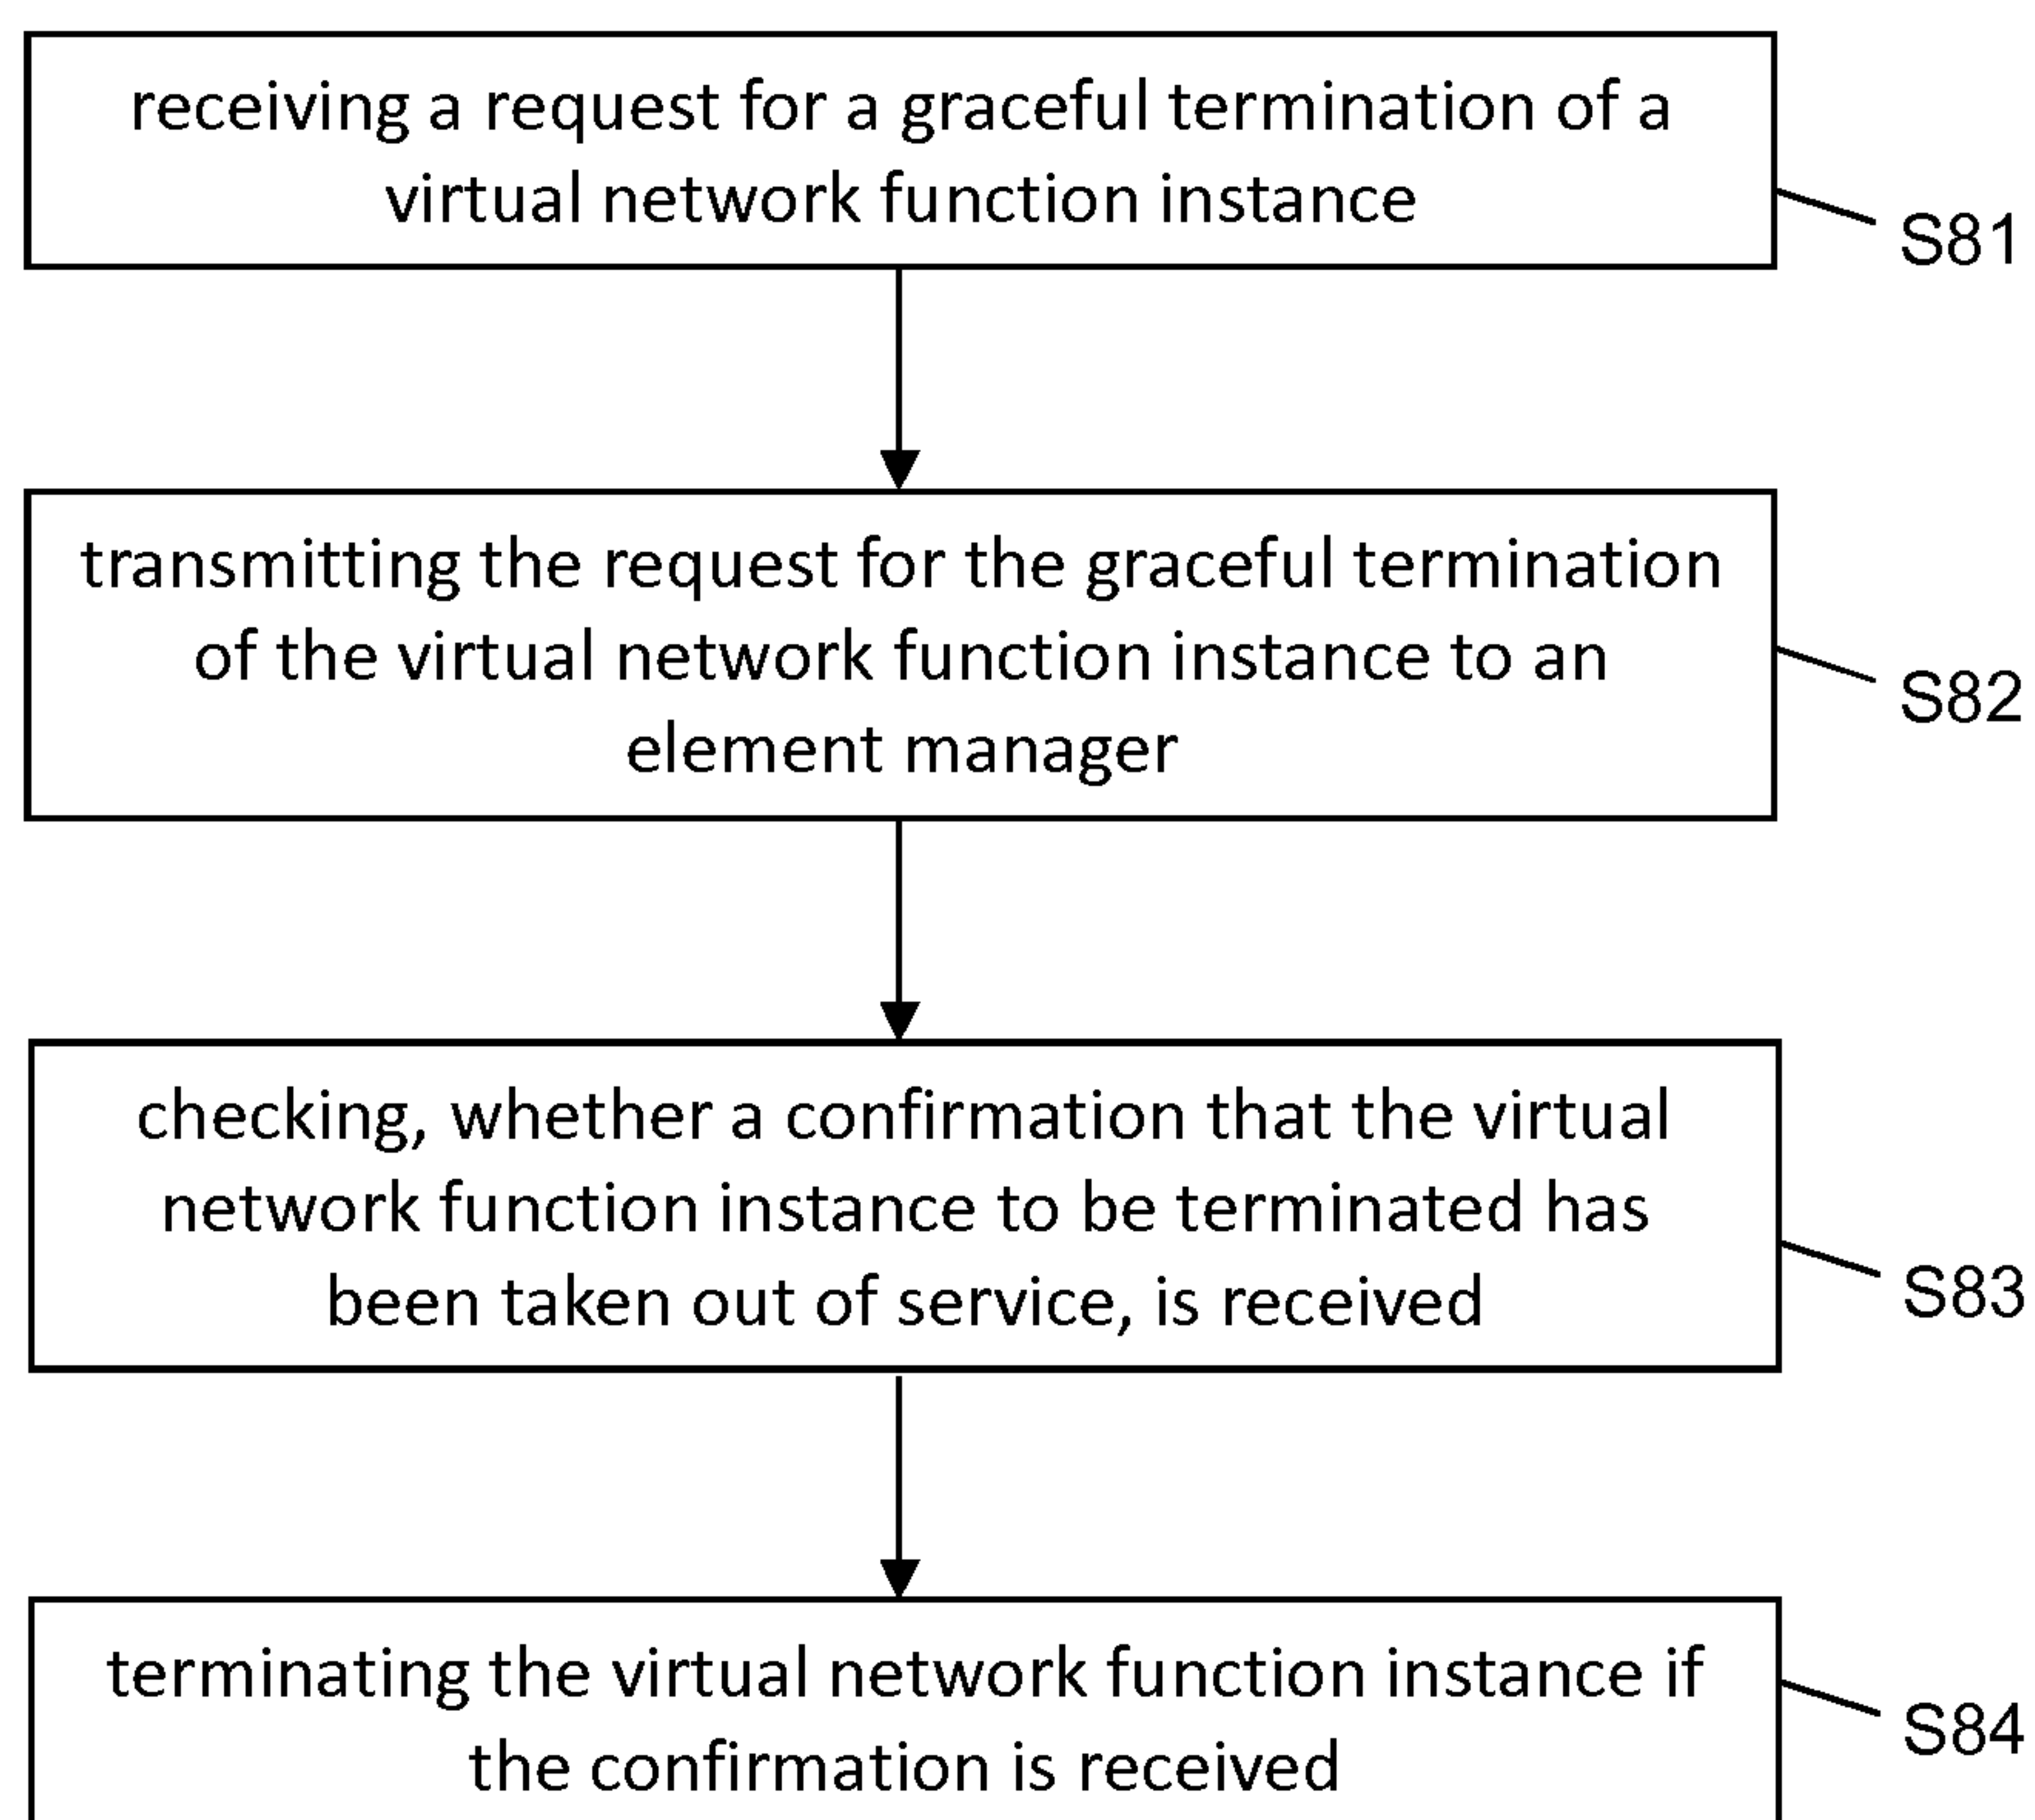 receiving a request for a graceful termination of a
virtual network function instance
S81
transmitting the request for the graceful termination
of the virtual network function instance to an
element manager
S82
checking, whether a confirmation that the virtual
network function instance to be terminated has
been taken out of service, is received
S83
terminating the virtual network function instance if
the confirmation is received
S84